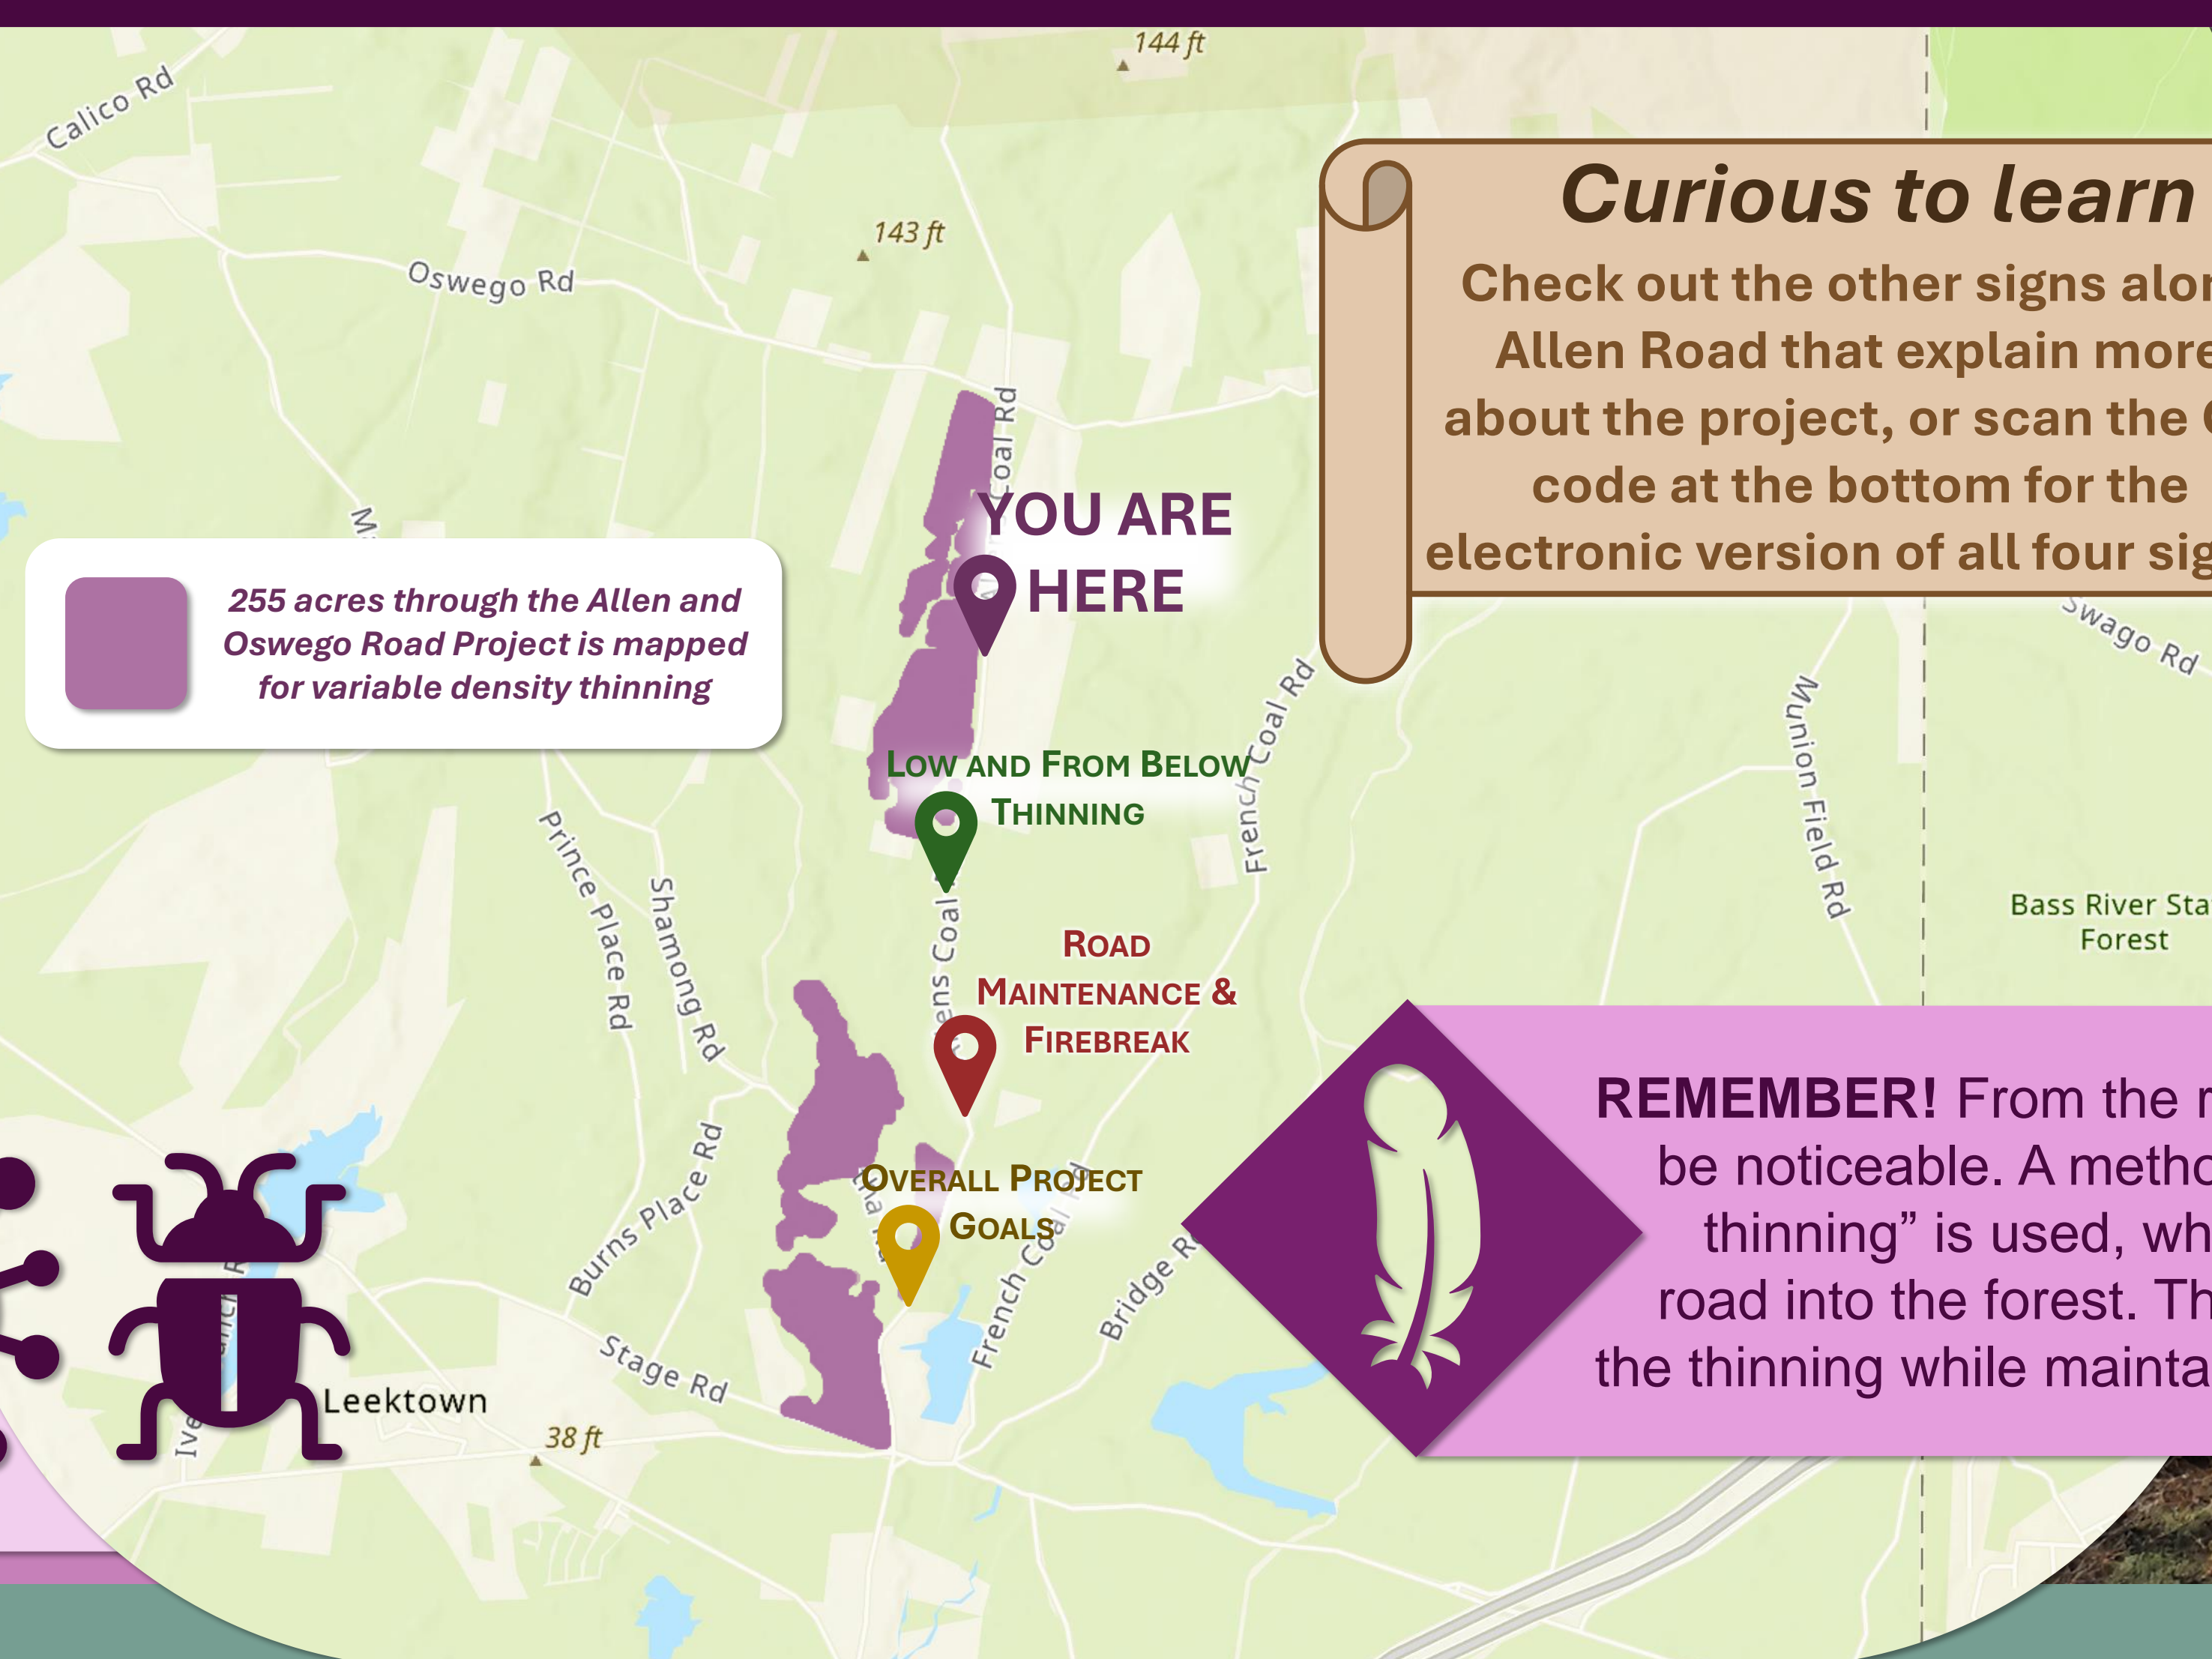 144 ft
Calico Rd
143 ft
Oswego Rd
Curious to learn
Check out the other signs alon
Allen Road that explain more
about the project, or scan the
code at the bottom for the
electronic version of all four sig
Coal Rd
YOU ARE
HERE
255 acres through the Allen and
Oswego Road Project is mapped
for variable density thinning
Swago Rd
French Coal Rd
Munion Field Rd
LOW AND FROM BELOW
THINNING
Prince Place Rd
Shamong Rd
Coal
Bass River Sta
Forest
ROAD
MAINTENANCE &
FIREBREAK
REMEMBER! From the r
be noticeable. A metho
thinning” is used, wh
road into the forest. Th
the thinning while mainta
Burns Place Rd
OVERALL PROJECT
GOALS
French Coal Rd
Bridge R
Stage Rd
Leektown
38 ft